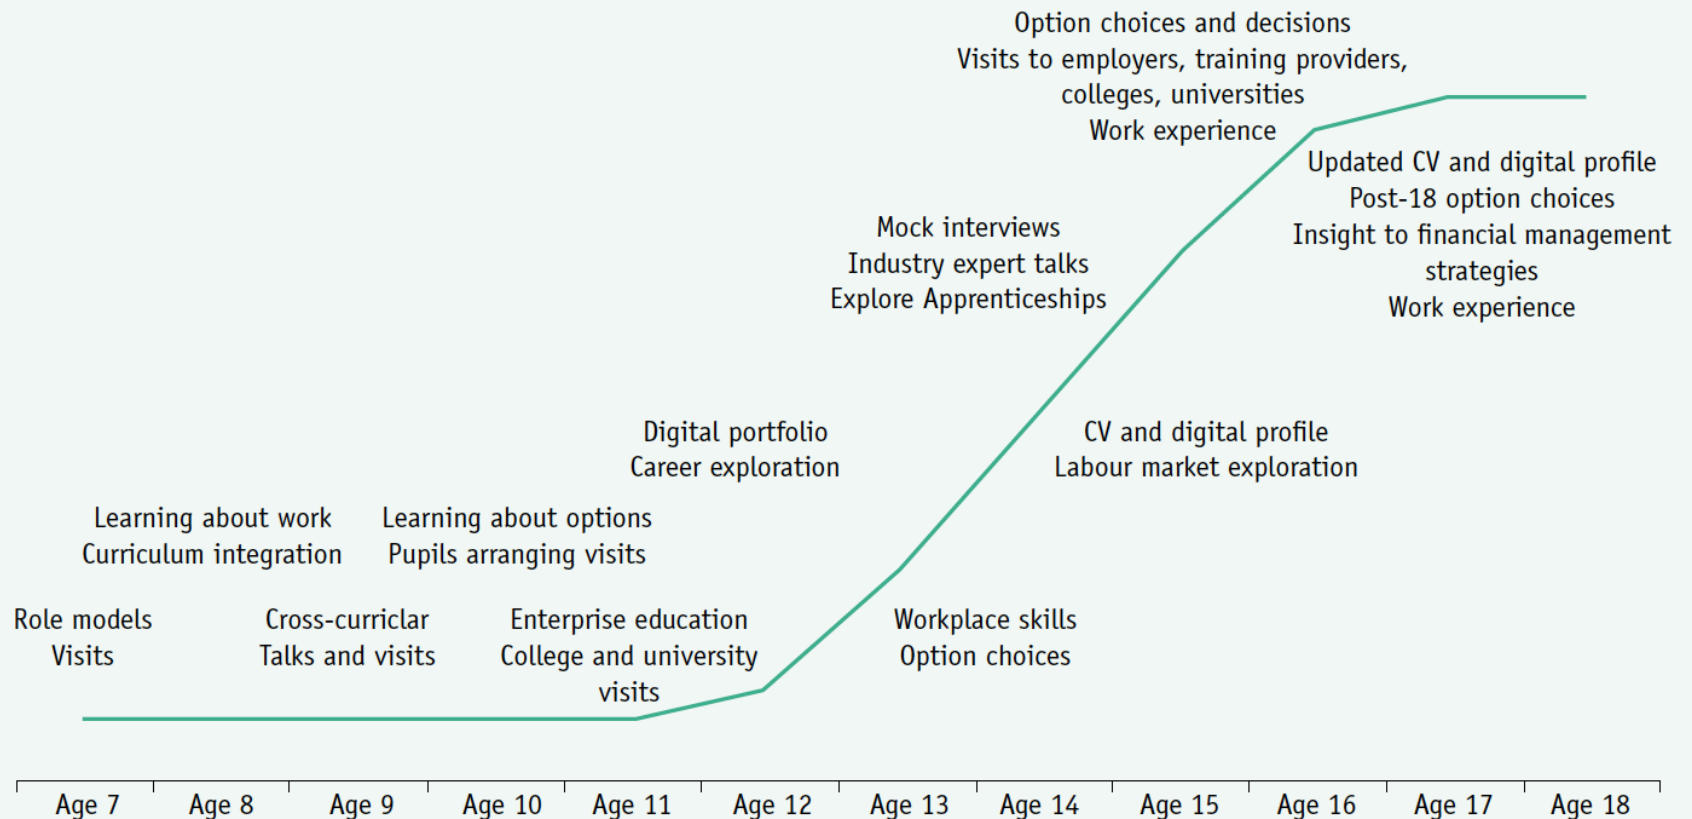 Option choices and decisions
Visits to employers, training providers,
colleges, universities
Work experience
Updated CV and digital profile
Post-18 option choices
Insight to financial management
strategies
Work experience
Mock interviews
Industry expert talks
Explore Apprenticeships
Digital portfolio
Career exploration
CV and digital profile
Labour market exploration
Learning about work
Curriculum integration
Learning about options
Pupils arranging visits
Role models
Visits
Cross-curriclar
Talks and visits
Enterprise education
College and university
visits
Workplace skills
Option choices
Age 7 Age 8 Age 9 Age 10 Age 11 Age 12 Age 13 Age 14 Age 15 Age 16 Age 17 Age 18